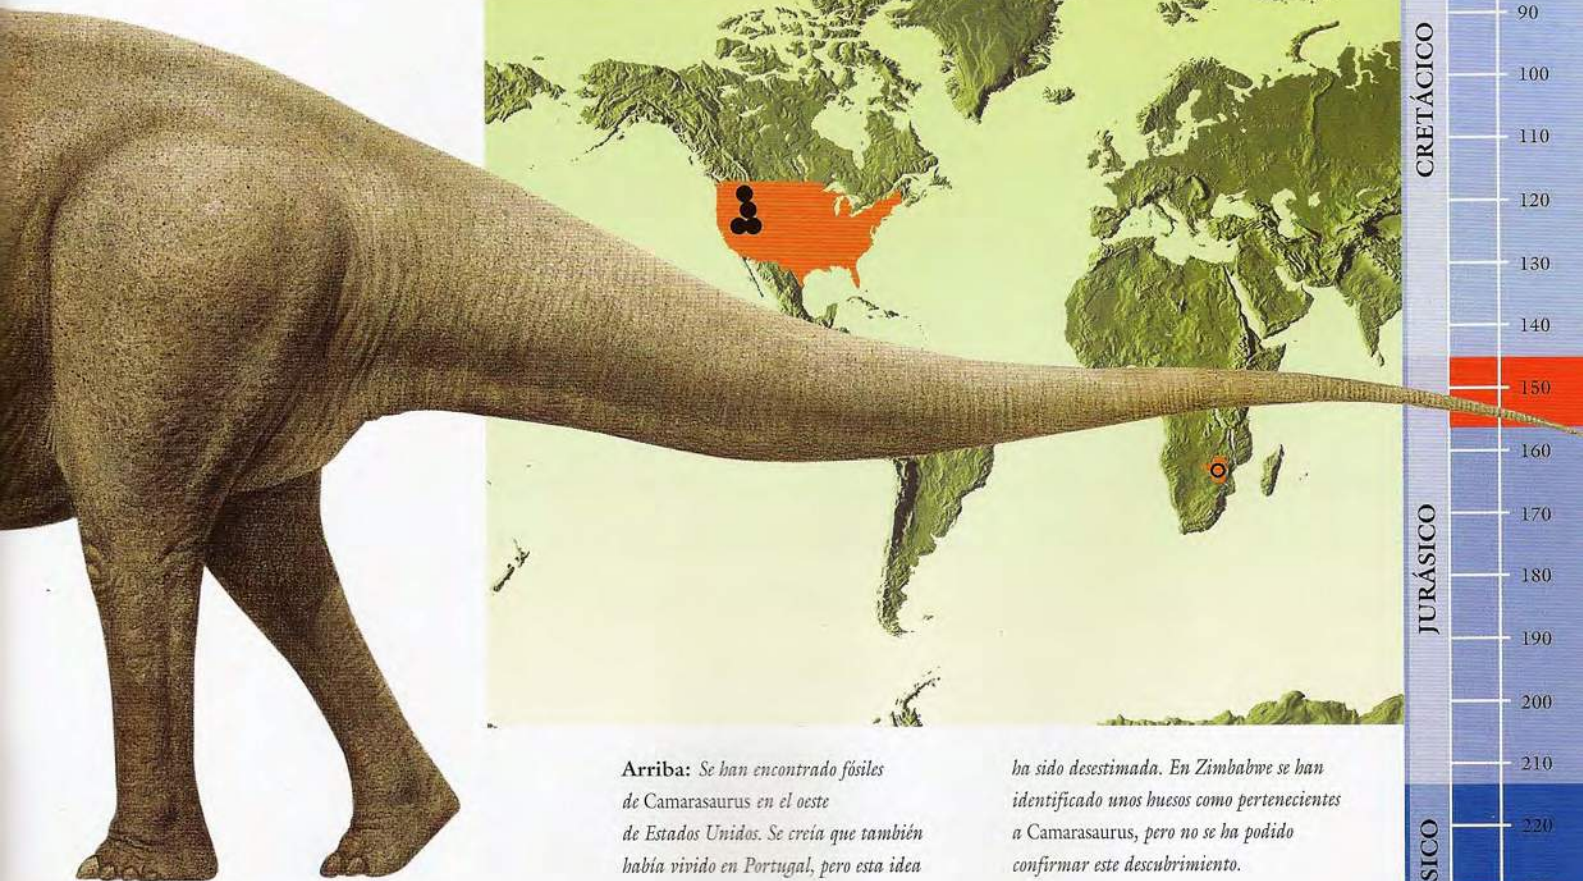 90
CRETÁCICO
100
110
120
130
140
150
160
JURÁSICO
170
180
190
200
210
220
SICO
Arriba: Se han encontrado fósiles
de Camarasaurus en el oeste
de Estados Unidos. Se creía que también
había vivido en Portugal, pero esta idea
ha sido desestimada. En Zimbabwe se han
identificado unos huesos como pertenecientes
a Camarasaurus, pero no se ha podido
confirmar este descubrimiento.